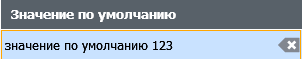 Значение по умолчанию
значение по умолчанию 123